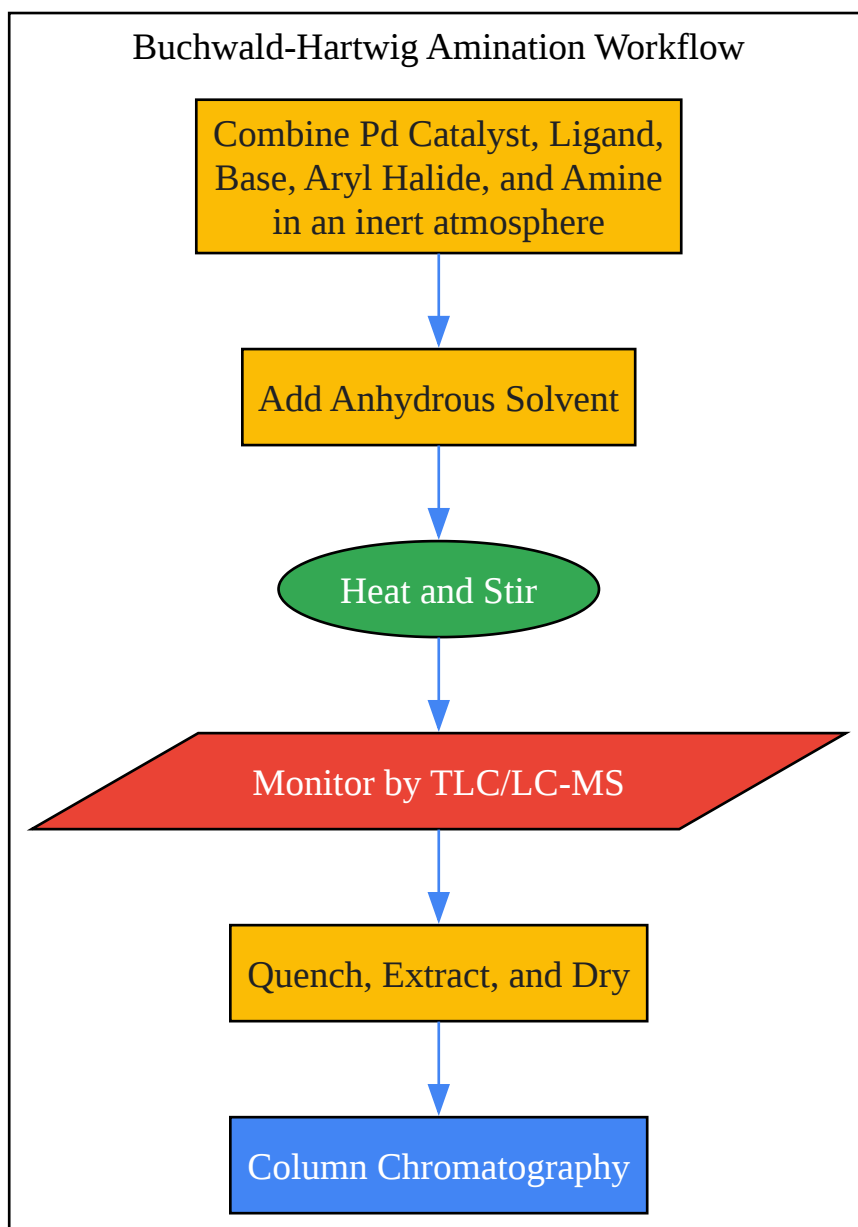 Buchwald-Hartwig Amination Workflow
Combine Pd Catalyst, Ligand,
Base, Aryl Halide, and Amine
in an inert atmosphere
Add Anhydrous Solvent
Heat and Stir
Monitor by TLC/LC-MS
Quench, Extract, and Dry
Column Chromatography